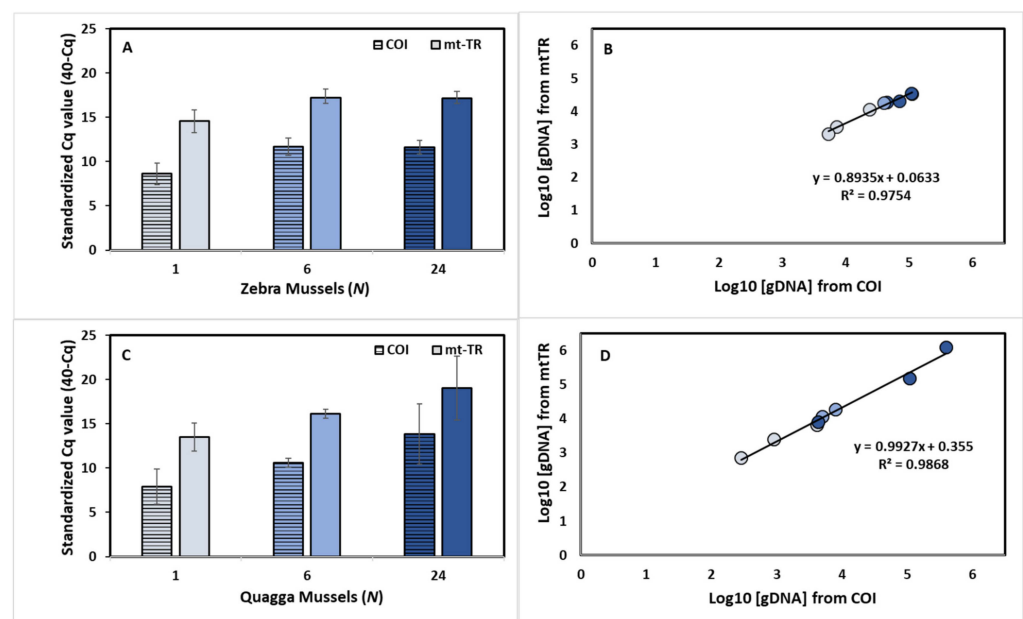 A
COI mt-TR
Standardized Cq value (40-Cq)
25
20
15
10
5
0
1 6 24
Zebra Mussels (N)
B
Log10 [gDNA] from mtTR
6
5
4
3
2
1
0
y = 0.8935x + 0.0633
R² = 0.9754
0 1 2 3 4 5 6
Log10 [gDNA] from COI
C
COI mt-TR
Standardized Cq value (40-Cq)
25
20
15
10
5
0
1 6 24
Quagga Mussels (N)
D
Log10 [gDNA] from mtTR
6
5
4
3
2
1
0
y = 0.9927x + 0.355
R² = 0.9868
0 1 2 3 4 5 6
Log10 [gDNA] from COI